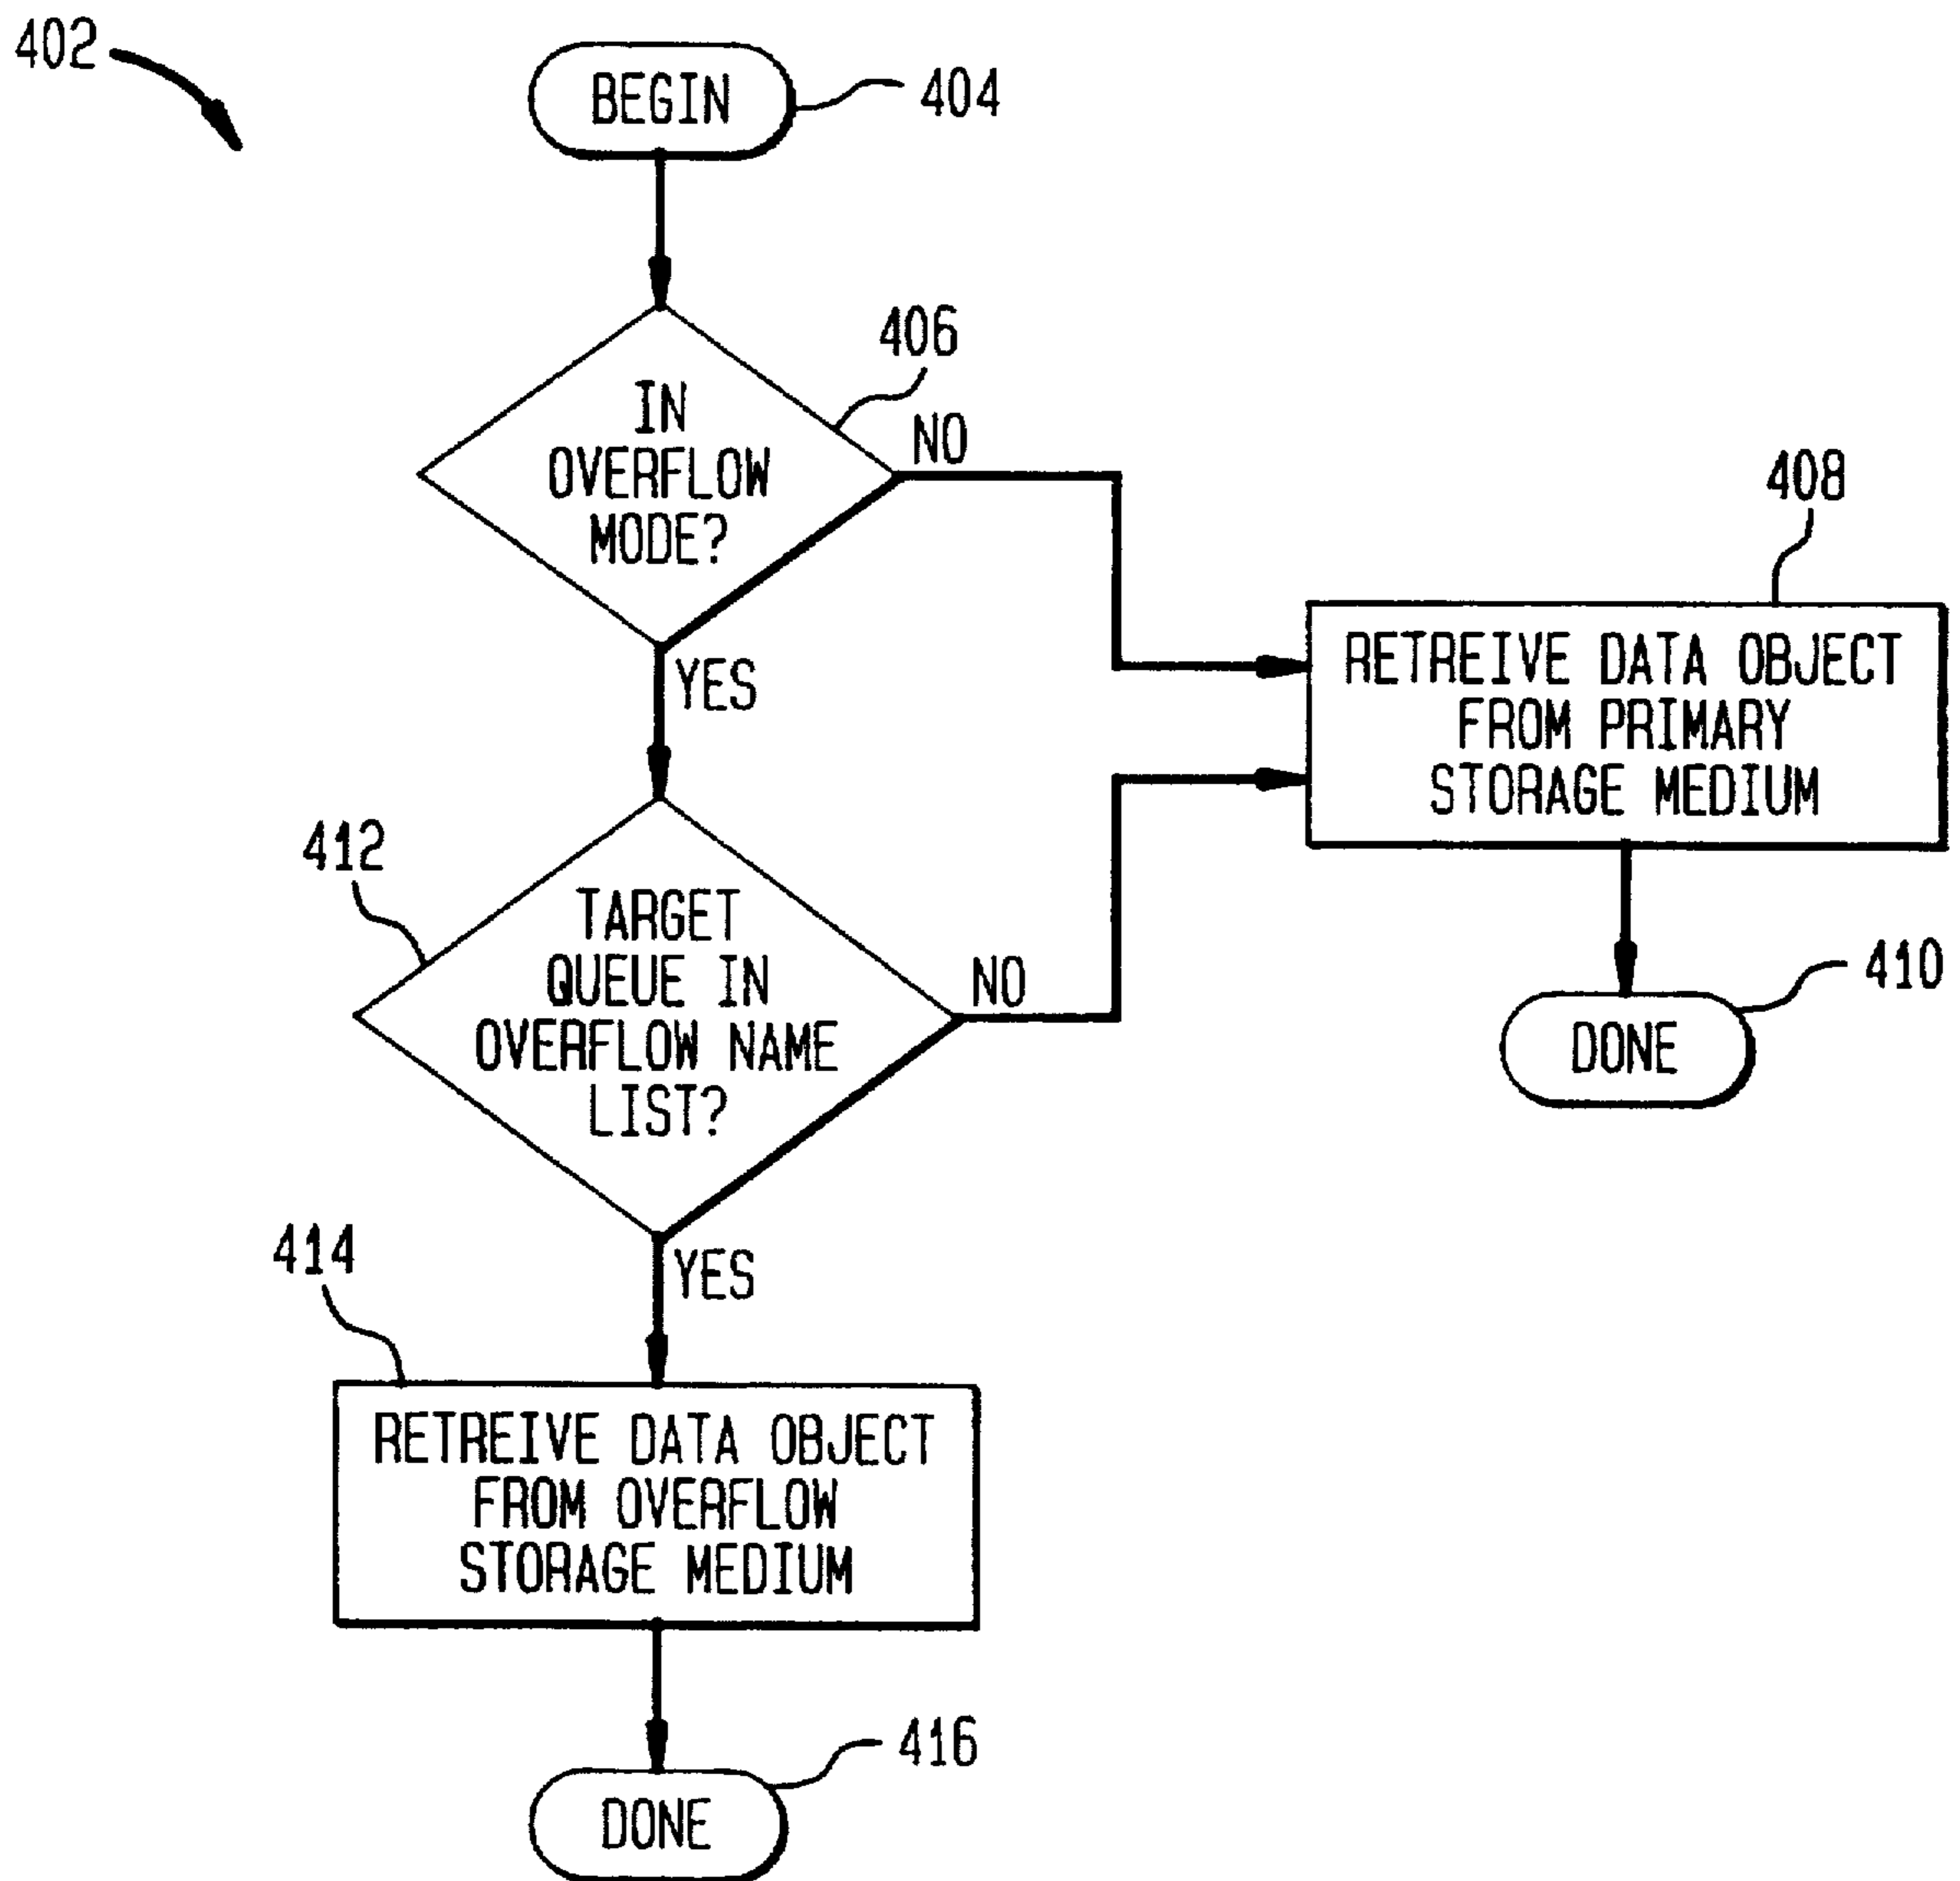 402
BEGIN
404
406
IN
OVERFLOW
MODE?
NO
YES
408
RETREIVE DATA OBJECT
FROM PRIMARY
STORAGE MEDIUM
410
DONE
412
TARGET
QUEUE IN
OVERFLOW NAME
LIST?
NO
YES
414
RETREIVE DATA OBJECT
FROM OVERFLOW
STORAGE MEDIUM
416
DONE